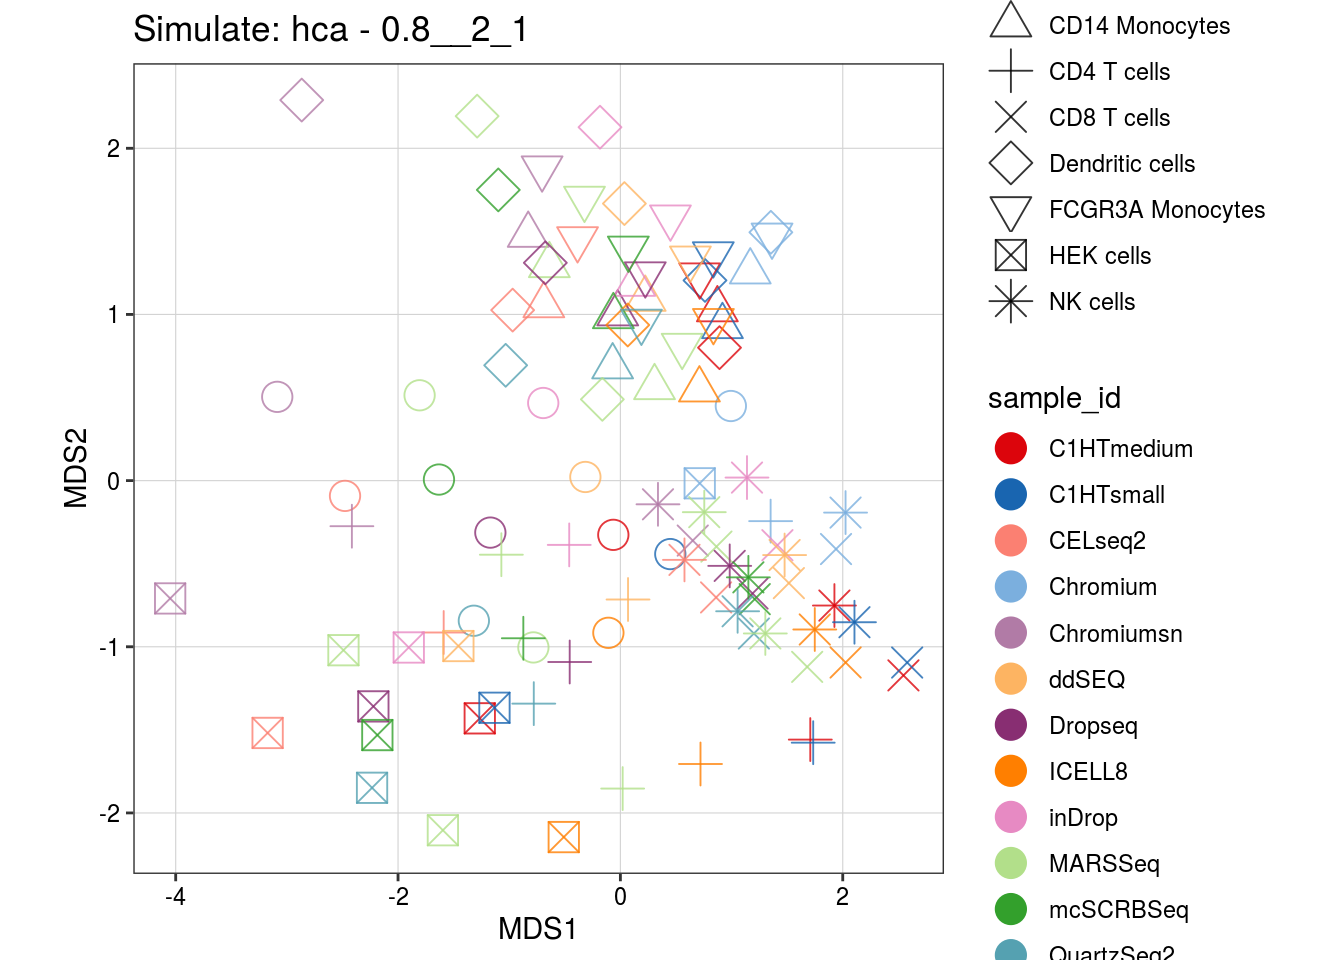 Simulate: hca - 0.8__2_1
MDS2
2
1
0
-1
-2
-4
-2
0
2
MDS1
CD14 Monocytes
CD4 T cells
CD8 T cells
Dendritic cells
FCGR3A Monocytes
HEK cells
NK cells
sample_id
C1HTmedium
C1HTsmall
CELseq2
Chromium
Chromiumsn
ddSEQ
Dropseq
ICELL8
inDrop
MARSSeq
mcSCRBSeq
QuartzSeq2